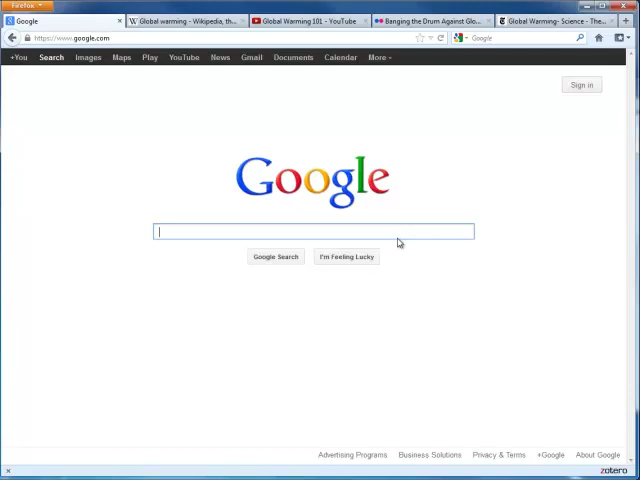 Firefox
Google
Global warming - Wikipedia, th...
Global Warming 101 - YouTube
Banging the Drum Against Glo...
Global Warming- Science - The...
https://www.google.com
Google
+You Search Images Maps Play YouTube News Gmail Documents Calendar More
Sign in
Google
Google Search I'm Feeling Lucky
Advertising Programs Business Solutions Privacy & Terms +Google About Google
zotero